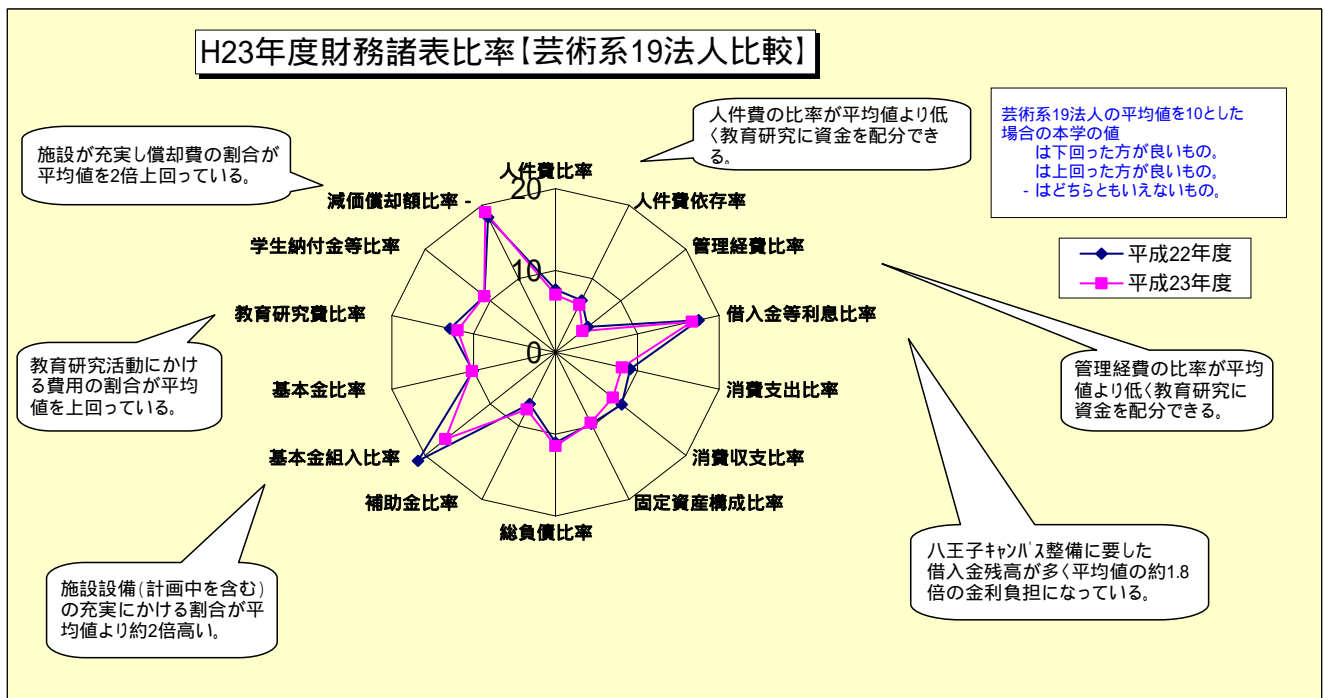 H23年度財務諸表比率【芸術系19法人比較】
人件費の比率が平均値より低
く教育研究に資金を配分でき
る。
芸術系19法人の平均値を10とした
場合の本学の値
は下回った方が良いもの。
は上回った方が良いもの。
- はどちらともいえないもの。
施設が充実し償却費の割合が
平均値を2倍上回っている。
人件費比率
20
減価償却額比率 -
人件費依存率
学生納付金等比率
管理経費比率
平成22年度
平成23年度
10
教育研究費比率
借入金等利息比率
0
教育研究活動にかけ
る費用の割合が平均
値を上回っている。
基本金比率
消費支出比率
管理経費の比率が平均
値より低く教育研究に
資金を配分できる。
基本金組入比率
消費収支比率
補助金比率
固定資産構成比率
総負債比率
八王子キャンパス整備に要した
借入金残高が多く平均値の約1.8
倍の金利負担になっている。
施設設備(計画中を含む)
の充実にかける割合が平
均値より約2倍高い。